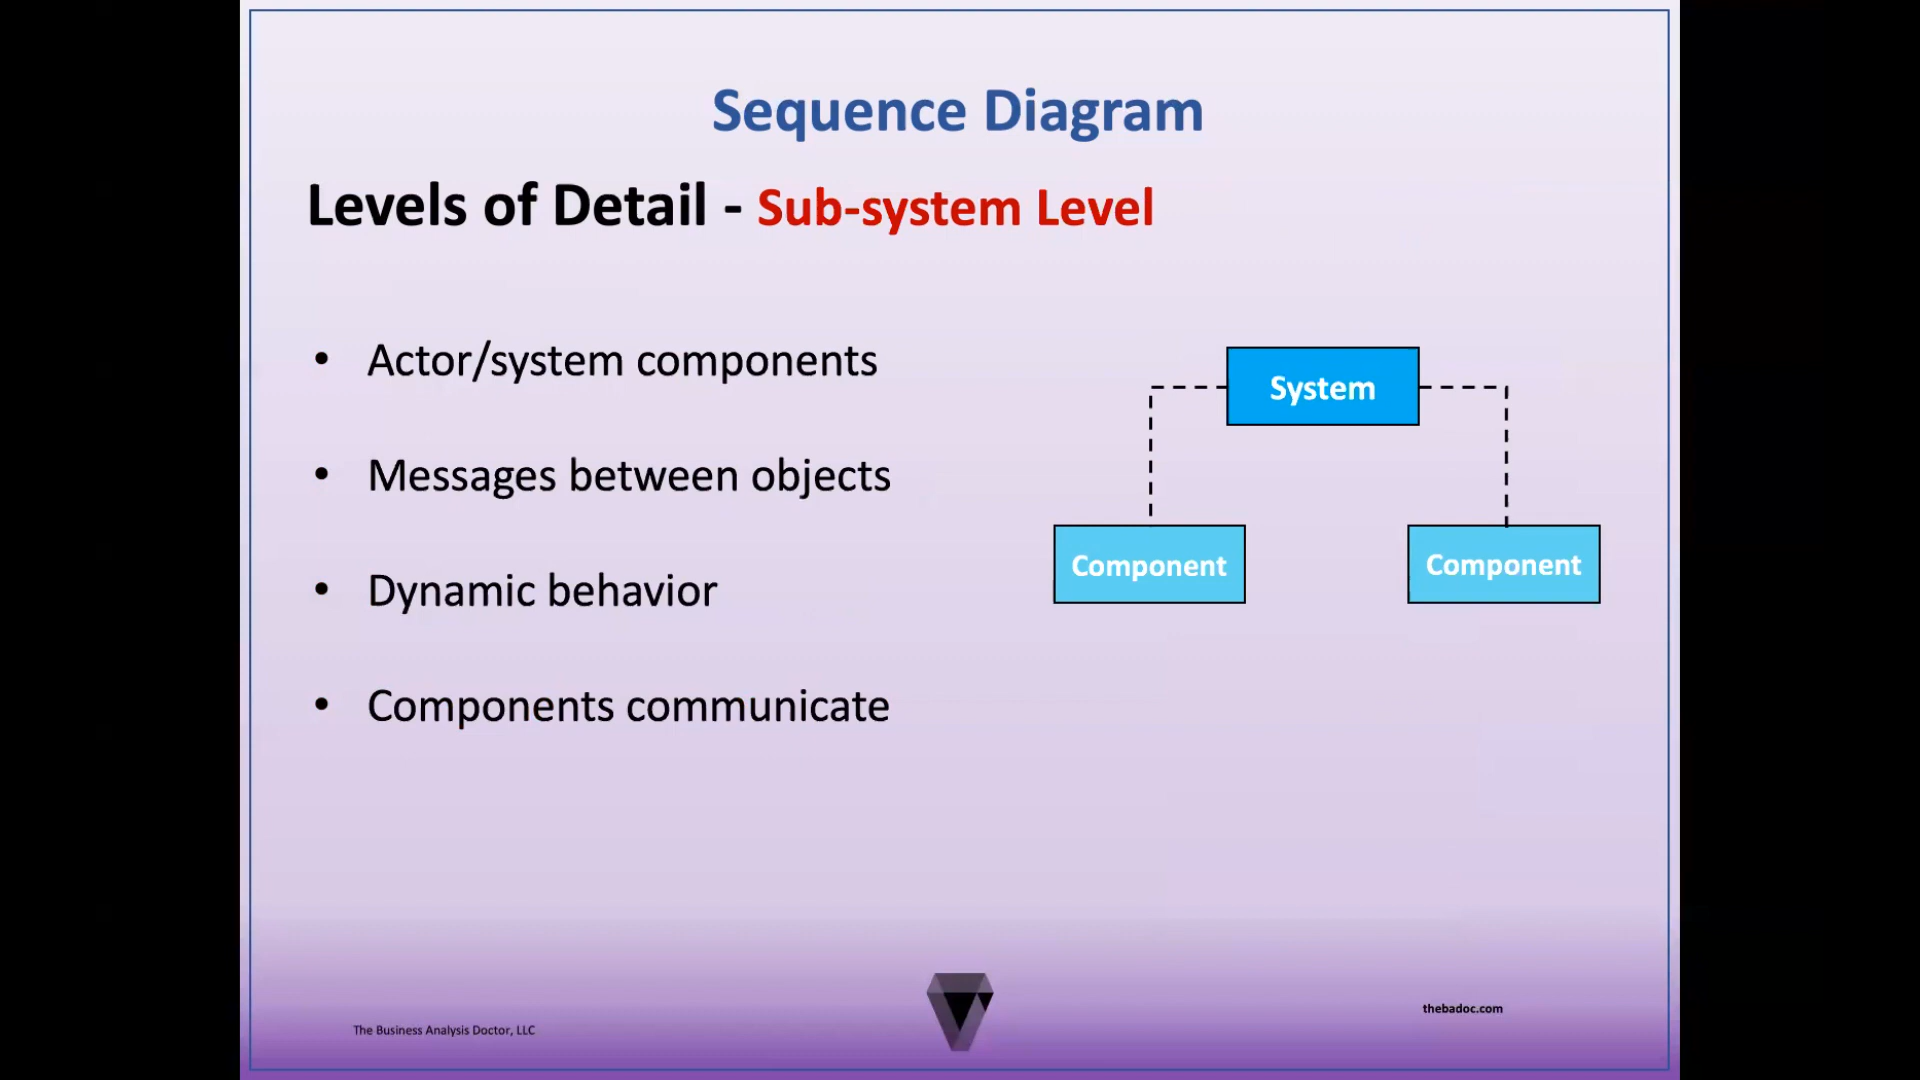 Sequence Diagram
Levels of Detail - Sub-system Level
• Actor/system components
• Messages between objects
• Dynamic behavior
• Components communicate
System
Component
Component
The Business Analysis Doctor, LLC
thebadoc.com